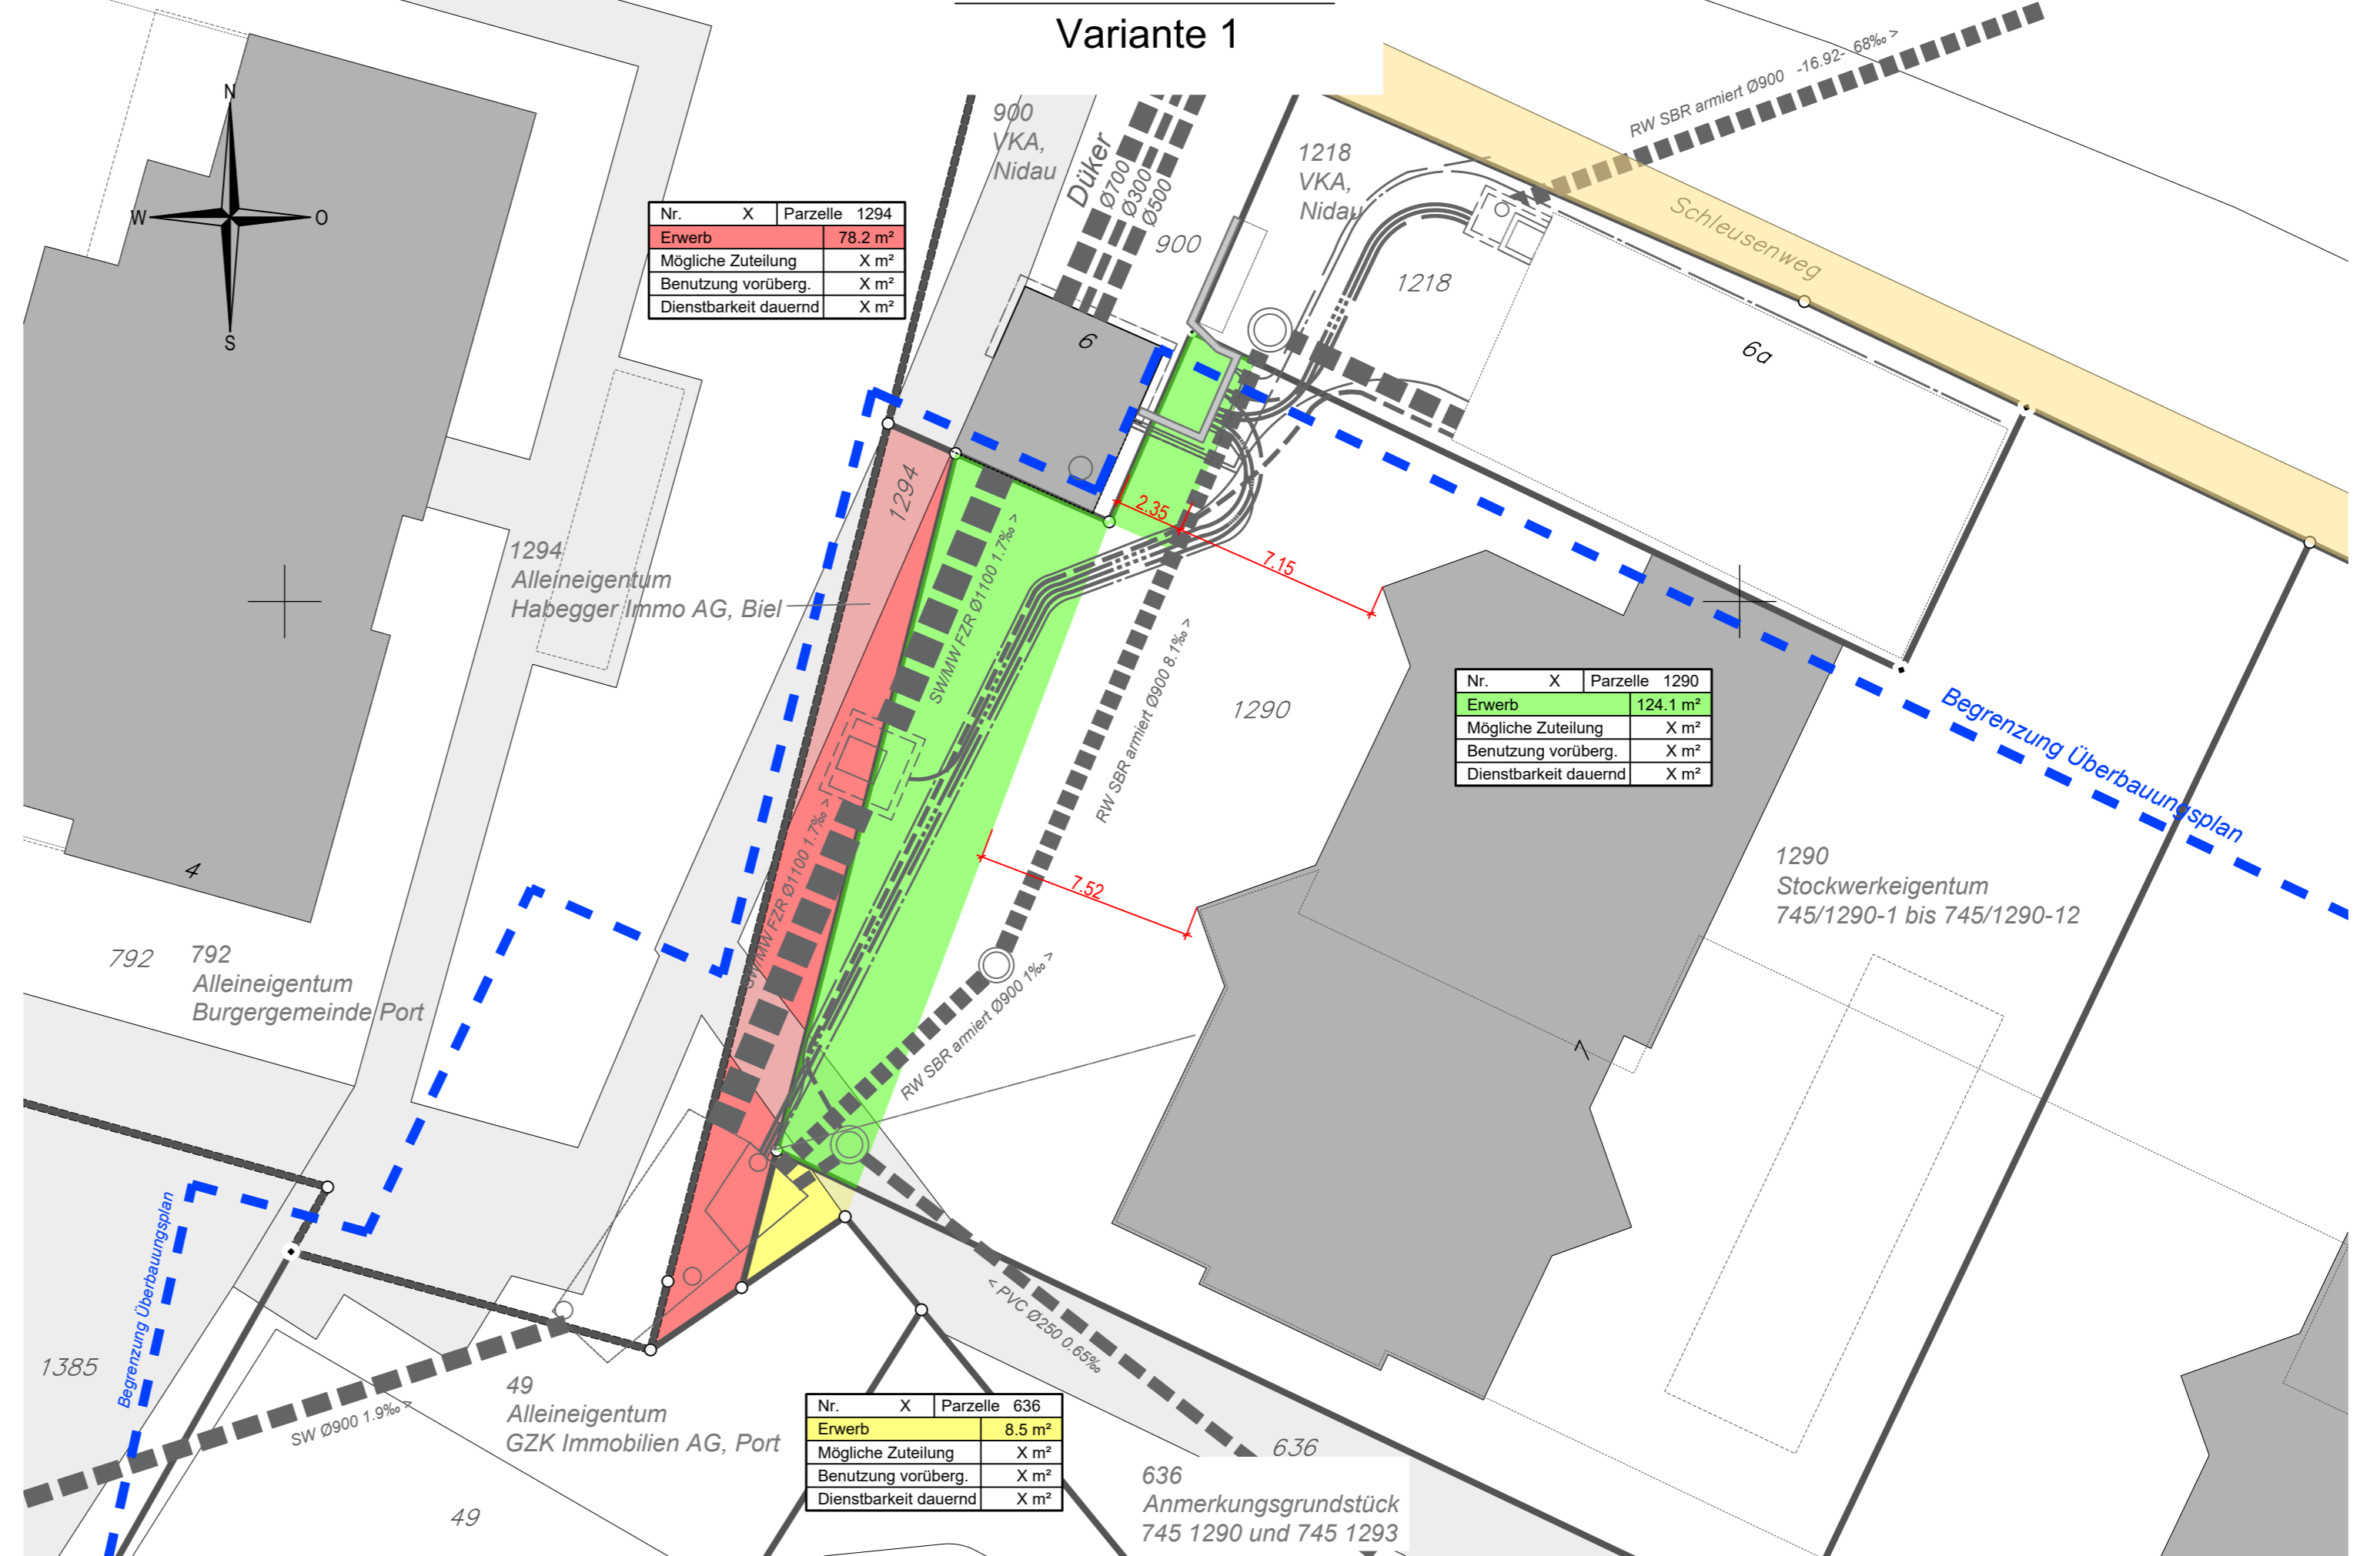 Variante 1
N
W
O
S
900
VKA,
Nidau
Düker
Ø700
Ø300
Ø500
900
1218
VKA,
Nidau
1218
RW SBR armiert Ø900 -16.92- 68‰ >
Schleusenweg
6
6a
Nr. X Parzelle 1294
Erwerb 78.2 m²
Mögliche Zuteilung X m²
Benutzung vorüberg. X m²
Dienstbarkeit dauernd X m²
1294
1294
Alleineigentum
Habegger Immo AG, Biel
SW/MW FZR Ø1100 1.7‰ >
2.35
7.15
RW SBR armiert Ø900 8.1‰ >
1290
Nr. X Parzelle 1290
Erwerb 124.1 m²
Mögliche Zuteilung X m²
Benutzung vorüberg. X m²
Dienstbarkeit dauernd X m²
Begrenzung Überbauungsplan
SW/MW FZR Ø1100 1.7‰ >
7.52
4
792
792
Alleineigentum
Burgergemeinde Port
RW SBR armiert Ø900 1‰ >
1290
Stockwerkeigentum
745/1290-1 bis 745/1290-12
7
Begrenzung Überbauungsplan
1385
SW Ø900 1.9‰ >
< PVC Ø250 0.65‰
49
Alleineigentum
GZK Immobilien AG, Port
49
Nr. X Parzelle 636
Erwerb 8.5 m²
Mögliche Zuteilung X m²
Benutzung vorüberg. X m²
Dienstbarkeit dauernd X m²
636
636
Anmerkungsgrundstück
745 1290 und 745 1293